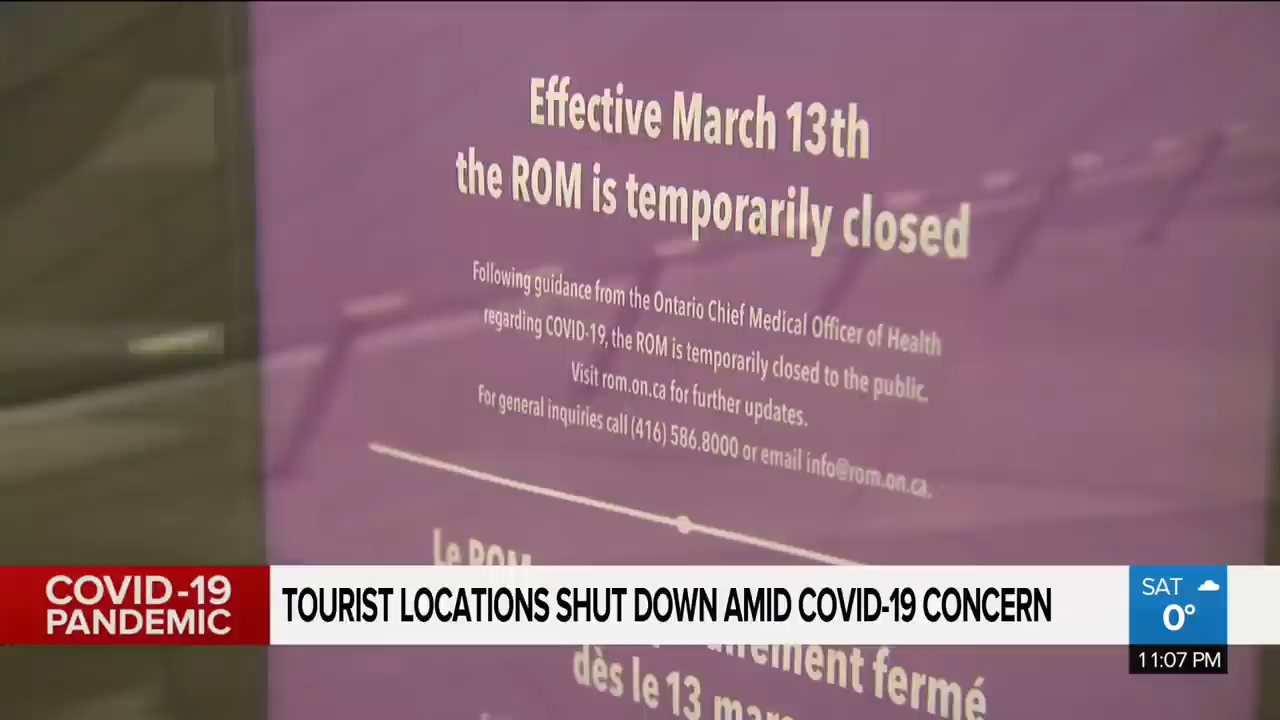 Effective March 13th
the ROM is temporarily closed
Following guidance from the Ontario Chief Medical Officer of Health
regarding COVID-19, the ROM is temporarily closed to the public.
Visit rom.on.ca for further updates.
For general inquiries call (416) 586.8000 or email info@rom.on.ca.
Le ROM
fermé
dès le 13
COVID-19
PANDEMIC
TOURIST LOCATIONS SHUT DOWN AMID COVID-19 CONCERN
SAT
0°
11:07 PM